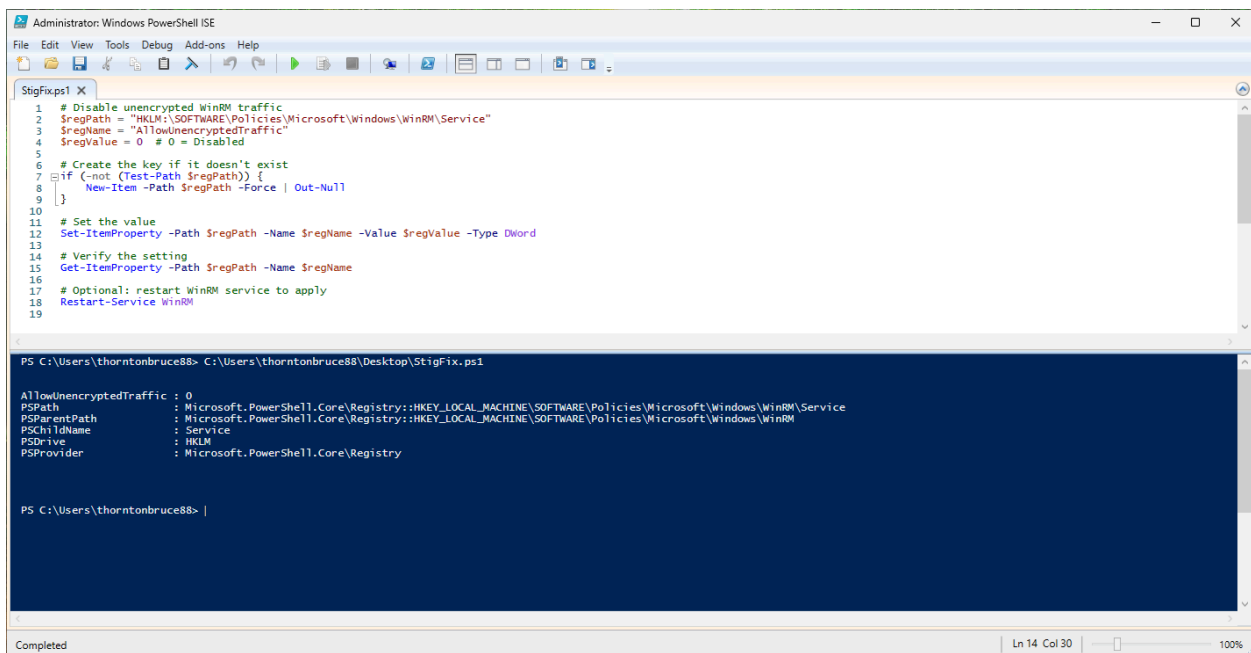 Administrator: Windows PowerShell ISE
File Edit View Tools Debug Add-ons Help
StigFix.ps1 X
1 # Disable unencrypted WinRM traffic
2 $regPath = "HKLM:\SOFTWARE\Policies\Microsoft\Windows\WinRM\Service"
3 $regName = "AllowUnencryptedTraffic"
4 $regValue = 0 # 0 = Disabled
5
6 # Create the key if it doesn't exist
7 if (-not (Test-Path $regPath)) {
8 New-Item -Path $regPath -Force | Out-Null
9 }
10
11 # Set the value
12 Set-ItemProperty -Path $regPath -Name $regName -Value $regValue -Type DWord
13
14 # Verify the setting
15 Get-ItemProperty -Path $regPath -Name $regName
16
17 # Optional: restart WinRM service to apply
18 Restart-Service WinRM
19
PS C:\Users\thorntonbruce88> C:\Users\thorntonbruce88\Desktop\StigFix.ps1
AllowUnencryptedTraffic : 0
PSPath : Microsoft.PowerShell.Core\Registry::HKEY_LOCAL_MACHINE\SOFTWARE\Policies\Microsoft\Windows\WinRM\Service
PSParentPath : Microsoft.PowerShell.Core\Registry::HKEY_LOCAL_MACHINE\SOFTWARE\Policies\Microsoft\Windows\WinRM
PSChildName : Service
PSDrive : HKLM
PSProvider : Microsoft.PowerShell.Core\Registry
PS C:\Users\thorntonbruce88>
Completed Ln 14 Col 30 100%